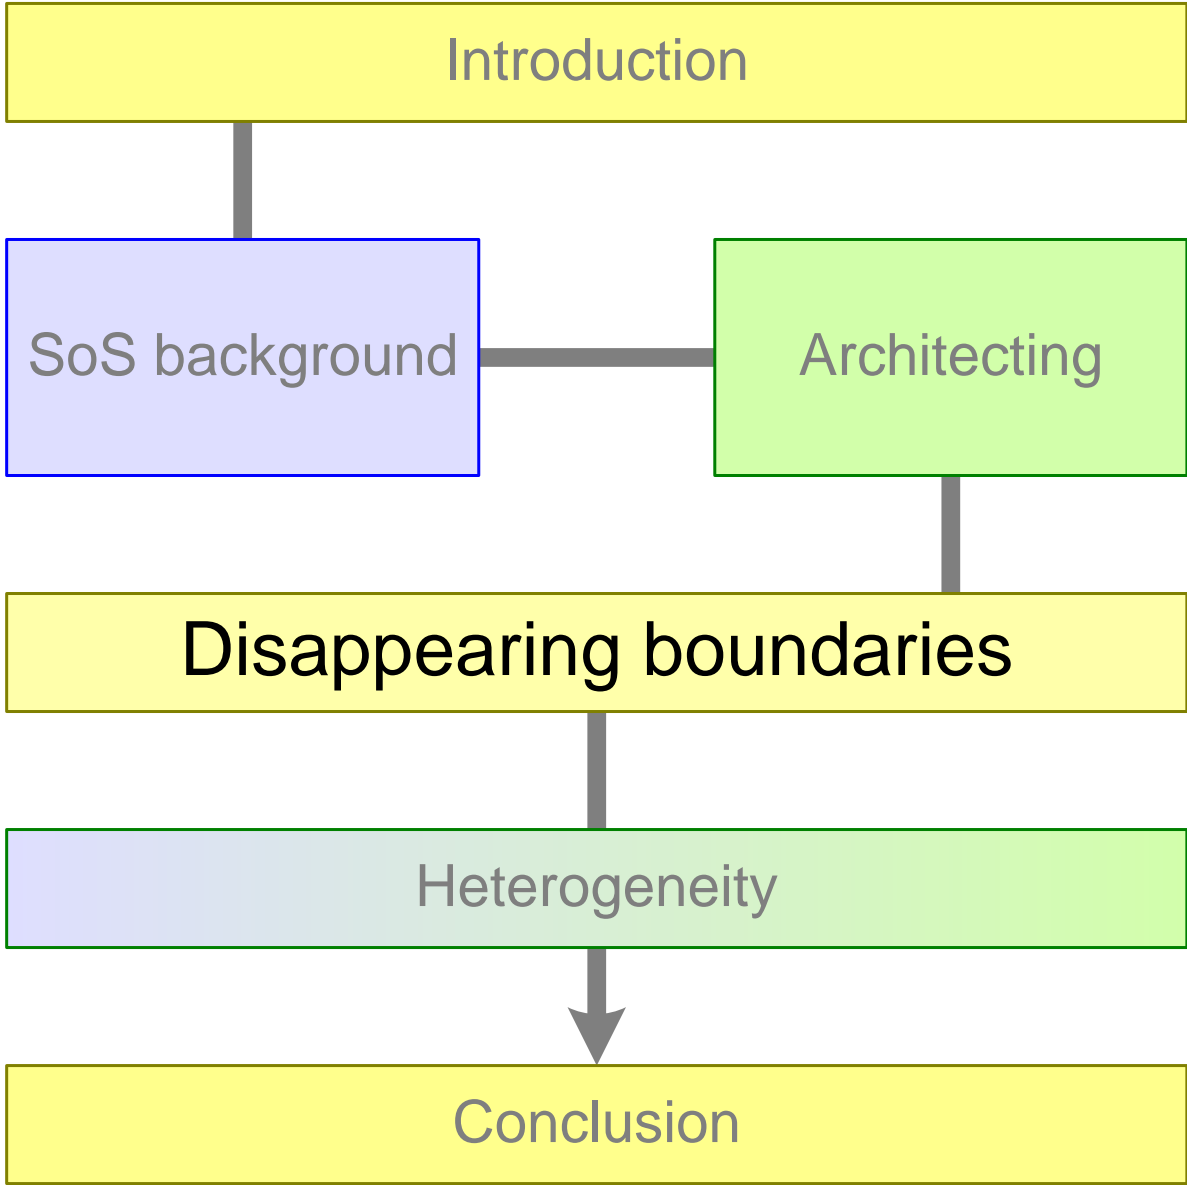 Introduction
SoS background
Architecting
Disappearing boundaries
Heterogeneity
Conclusion